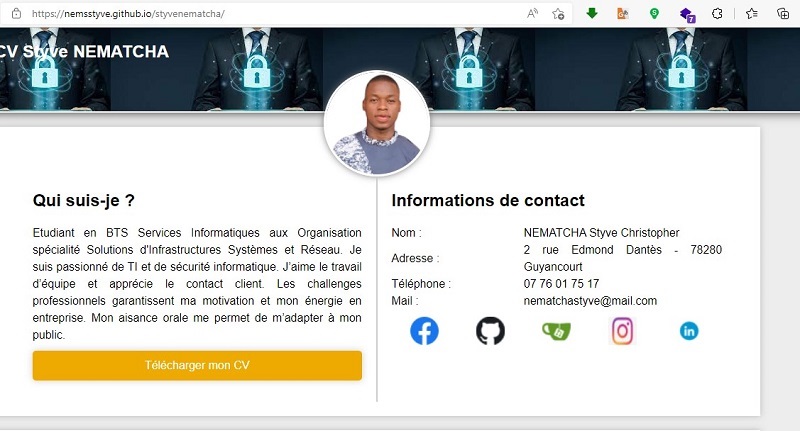 https://nemsstyve.github.io/styvenematcha/
7
CV Styve NEMATCHA
Qui suis-je ?
Etudiant en BTS Services Informatiques aux Organisation
spécialité Solutions d'Infrastructures Systèmes et Réseau. Je
suis passionné de TI et de sécurité informatique. J'aime le travail
d'équipe et apprécie le contact client. Les challenges
professionnels garantissent ma motivation et mon énergie en
entreprise. Mon aisance orale me permet de m'adapter à mon
public.
Télécharger mon CV
Informations de contact
Nom : NEMATCHA Styve Christopher
Adresse : 2 rue Edmond Dantès - 78280
Guyancourt
Téléphone : 07 76 01 75 17
Mail : nematchastyve@mail.com
in